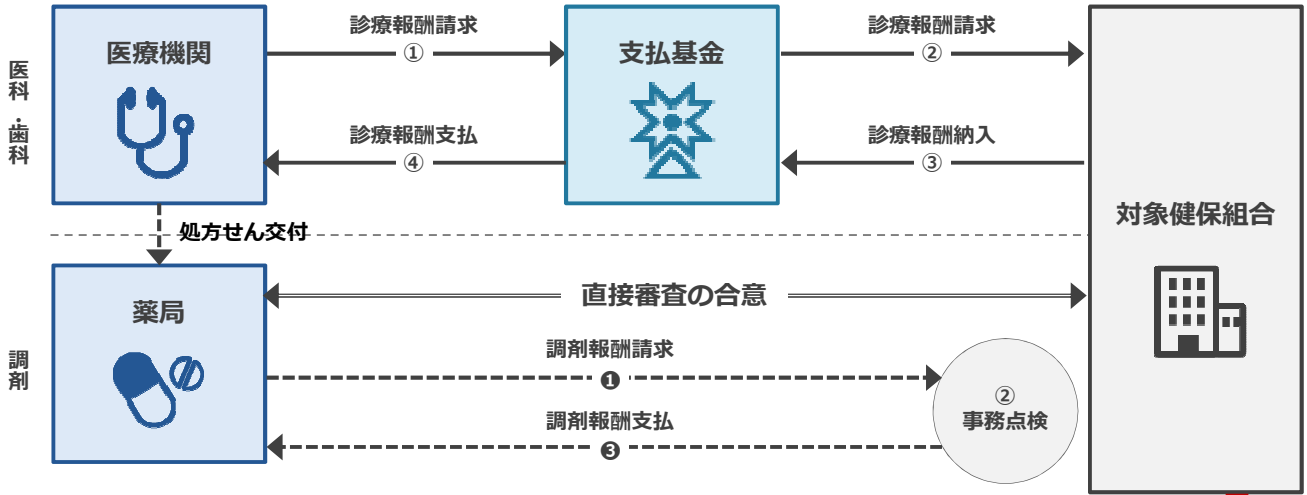 医科・歯科
医療機関
診療報酬請求
①
支払基金
診療報酬請求
②
診療報酬支払
④
診療報酬納入
③
対象健保組合
処方せん交付
調剤
薬局
直接審査の合意
調剤報酬請求
❶
②
事務点検
調剤報酬支払
❸